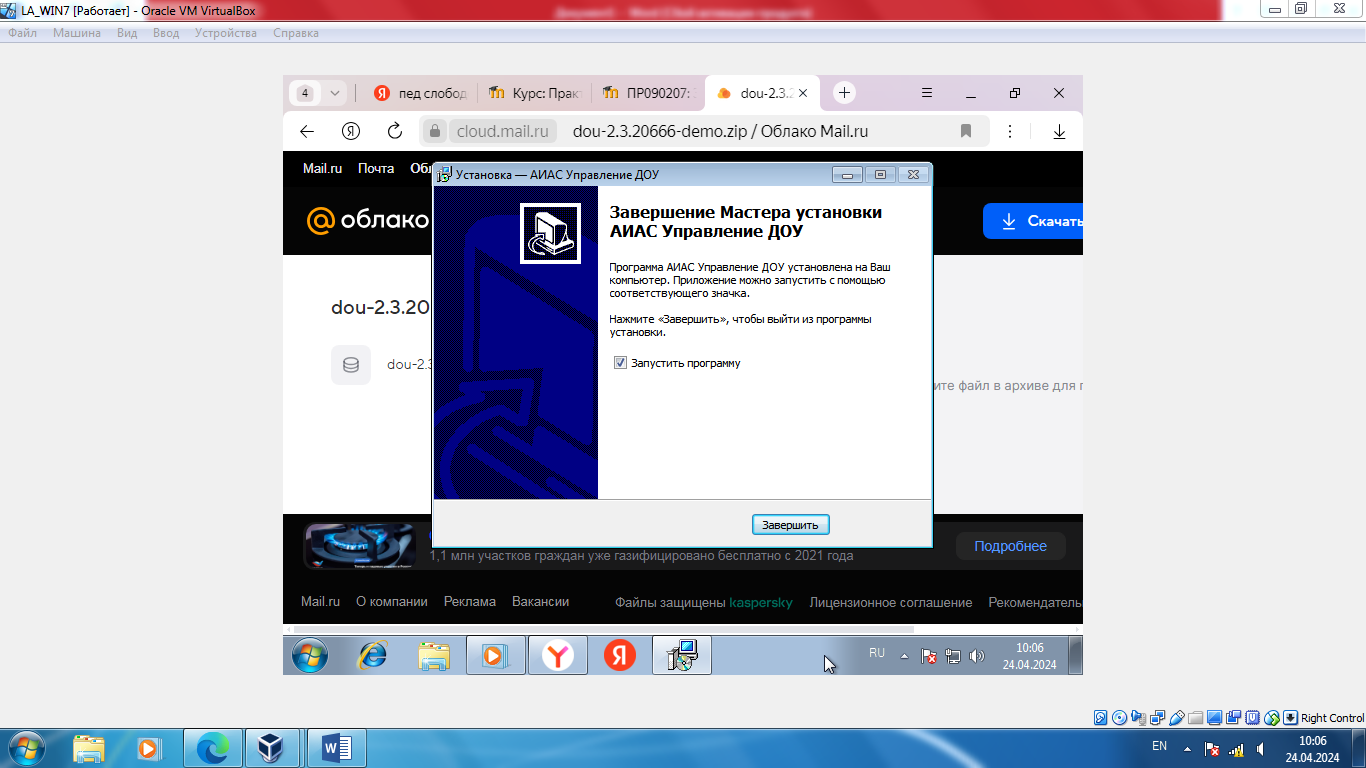 LA_WIN7 [Работает] - Oracle VM VirtualBox
Файл Машина Вид Ввод Устройства Справка
4
пед слобод
Курс: Прак
ПР090207:
dou-2.3.2
cloud.mail.ru
dou-2.3.20666-demo.zip / Облако Mail.ru
Mail.ru Почта
облако
Скачать
Установка — АИАС Управление ДОУ
Завершение Мастера установки
АИАС Управление ДОУ
Программа АИАС Управление ДОУ установлена на Ваш
компьютер. Приложение можно запустить с помощью
соответствующего значка.
Нажмите «Завершить», чтобы выйти из программы
установки.
Запустить программу
Завершить
dou-2.3.20
dou-2.3
ите файл в архиве для
1,1 млн участков граждан уже газифицировано бесплатно с 2021 года
Подробнее
Mail.ru О компании Реклама Вакансии
Файлы защищены kaspersky Лицензионное соглашение Рекомендатель
RU
10:06
24.04.2024
Right Control
EN
10:06
24.04.2024